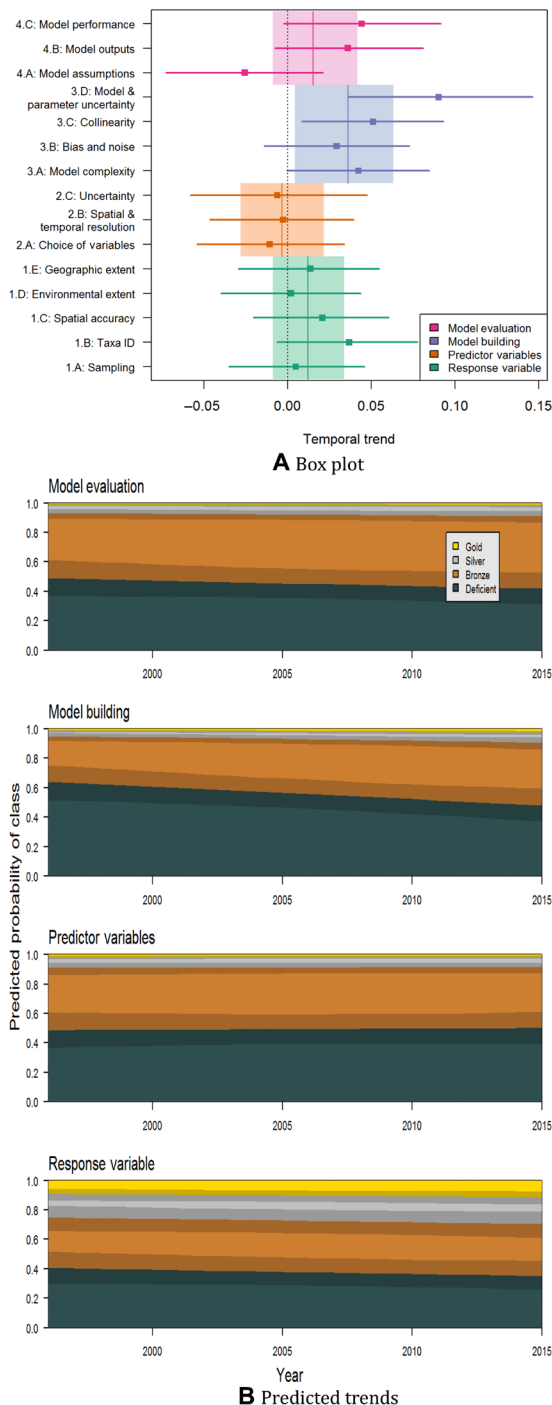 4.C: Model performance
4.B: Model outputs
4.A: Model assumptions
3.D: Model &
parameter uncertainty
3.C: Collinearity
3.B: Bias and noise
3.A: Model complexity
2.C: Uncertainty
2.B: Spatial &
temporal resolution
2.A: Choice of variables
1.E: Geographic extent
1.D: Environmental extent
1.C: Spatial accuracy
1.B: Taxa ID
1.A: Sampling
Model evaluation
Model building
Predictor variables
Response variable
−0.05 0.00 0.05 0.10 0.15
Temporal trend
A Box plot
Model evaluation
1.0
0.8
0.6
0.4
0.2
0.0
Gold
Silver
Bronze
Deficient
2000 2005 2010 2015
Model building
1.0
0.8
0.6
0.4
0.2
0.0
2000 2005 2010 2015
Predicted probability of class
Predictor variables
1.0
0.8
0.6
0.4
0.2
0.0
2000 2005 2010 2015
Response variable
1.0
0.8
0.6
0.4
0.2
0.0
2000 2005 2010 2015
Year
B Predicted trends